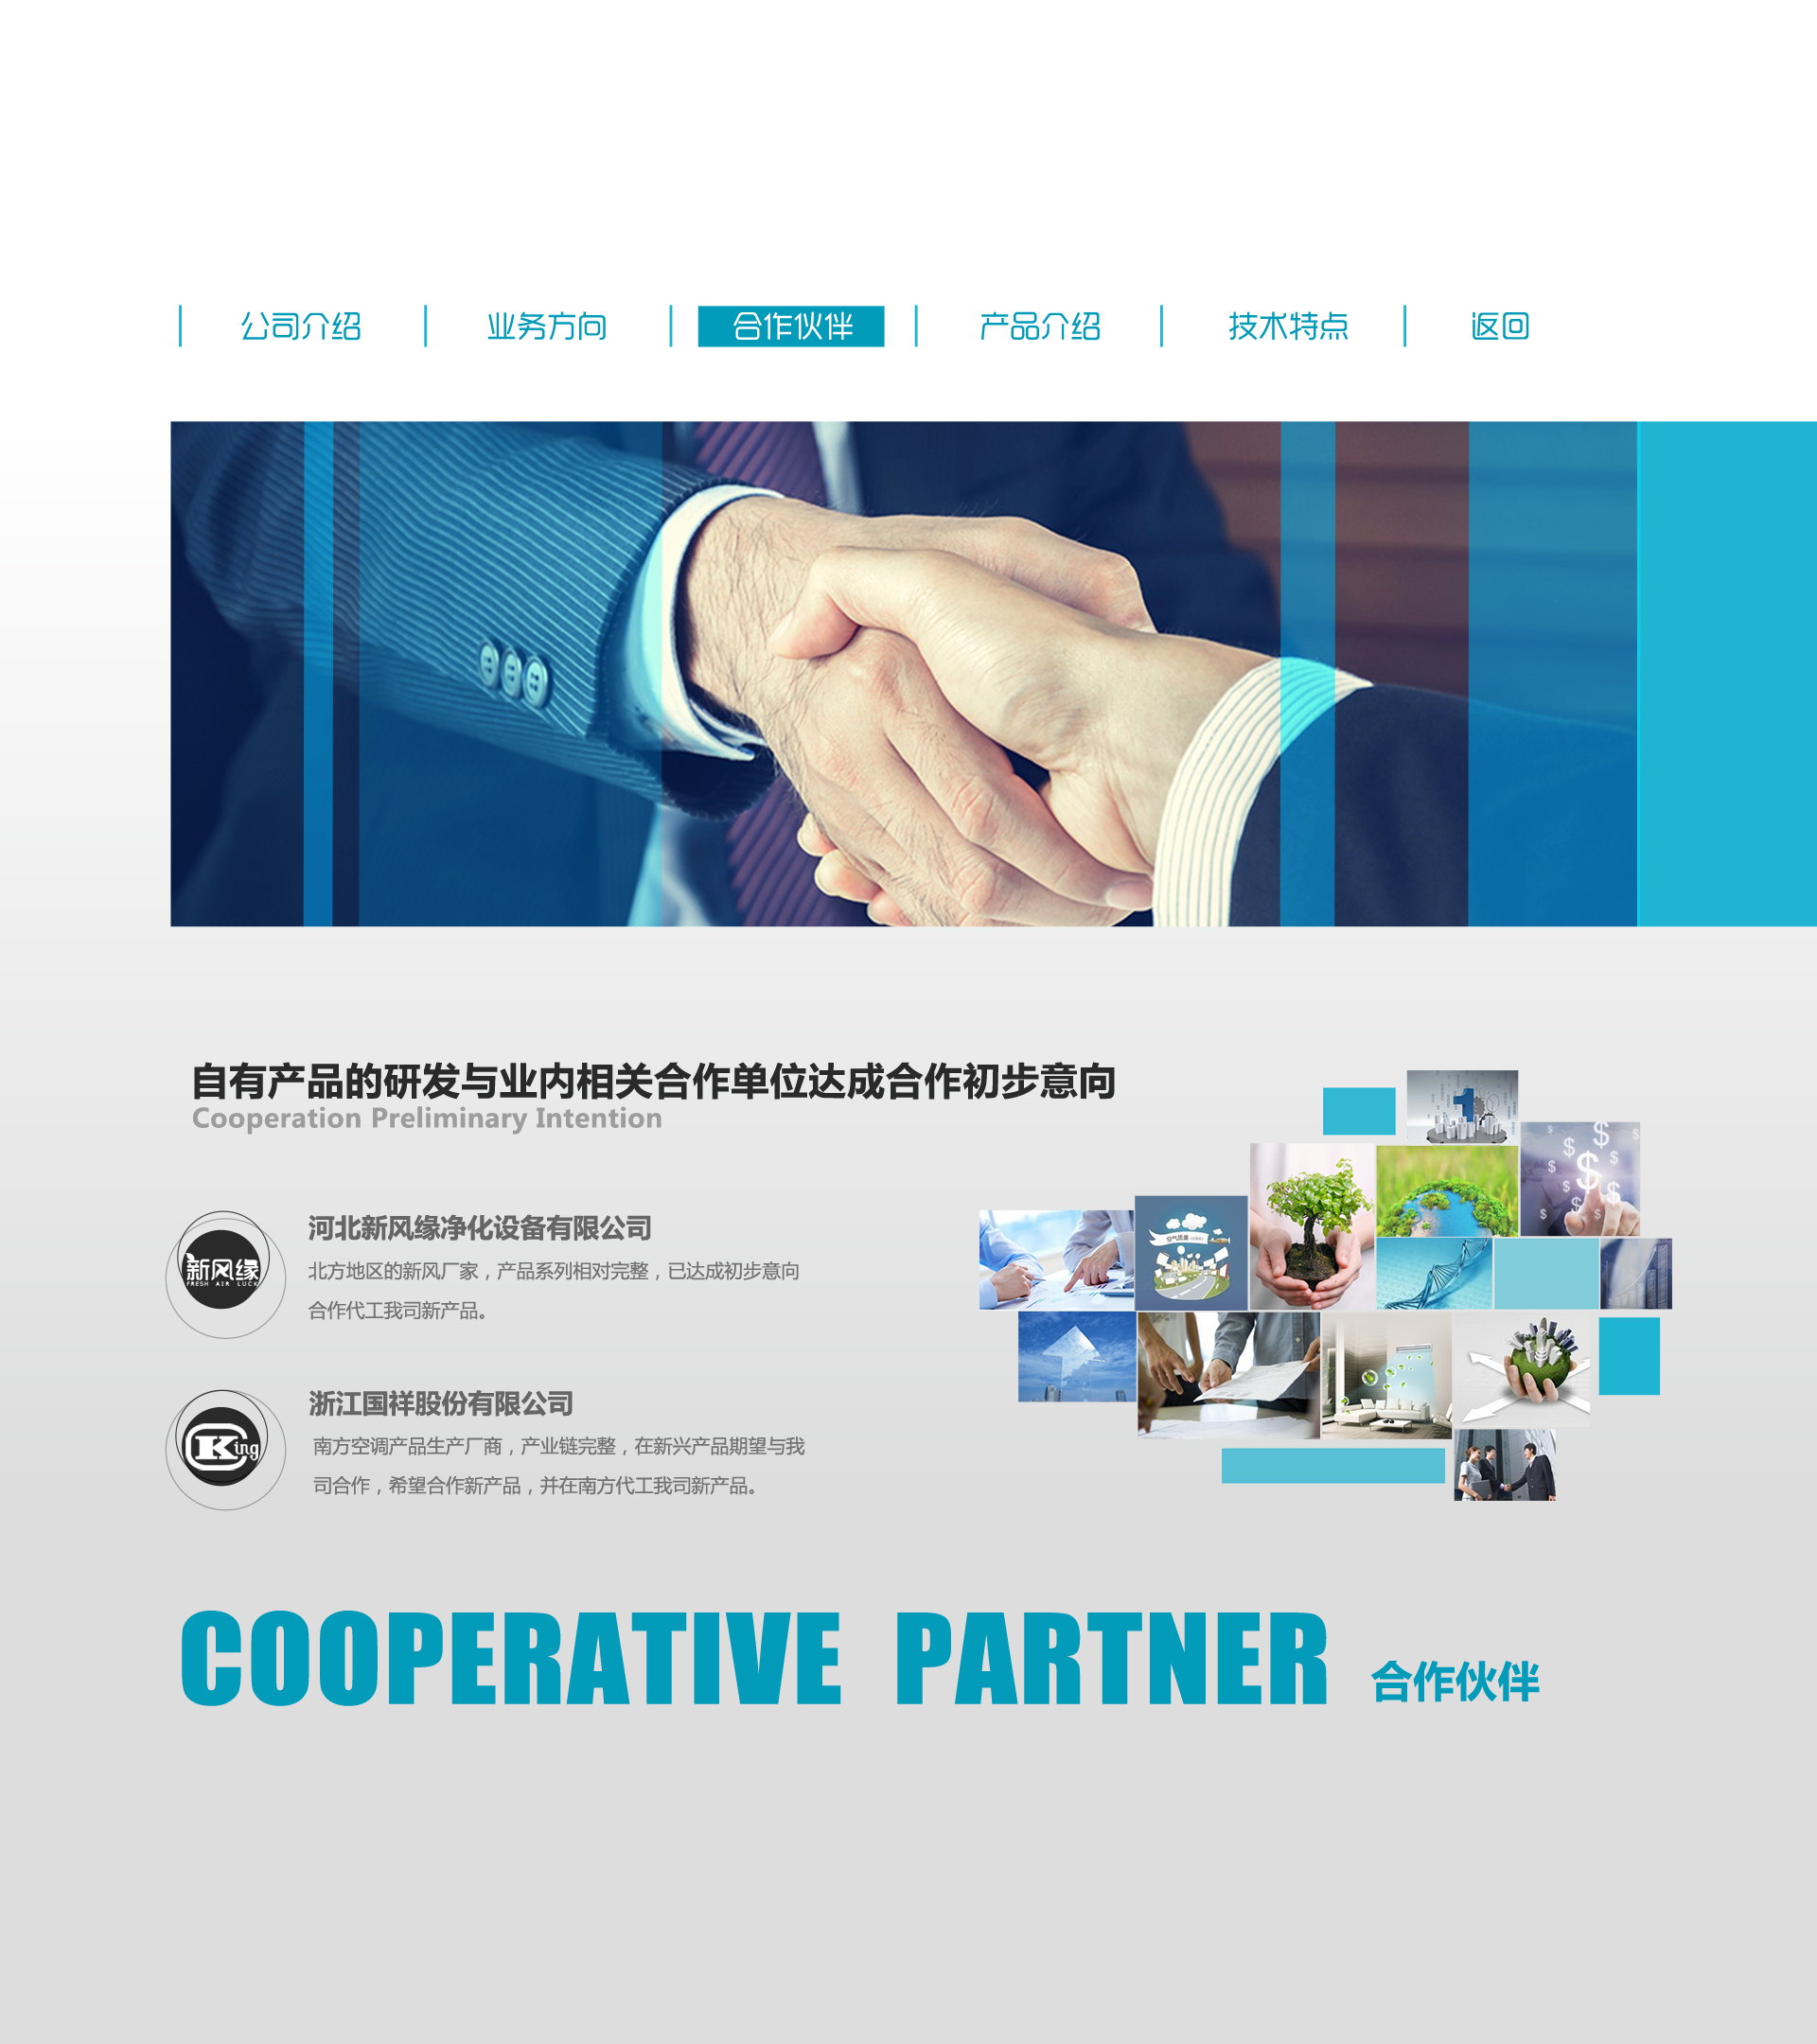 公司介绍
业务方向
合作伙伴
产品介绍
技术特点
返回
自有产品的研发与业内相关合作单位达成合作初步意向
Cooperation Preliminary Intention
新风缘
FRESH AIR LUCK
河北新风缘净化设备有限公司
北方地区的新风厂家，产品系列相对完整，已达成初步意向
合作代工我司新产品。
King
浙江国祥股份有限公司
南方空调产品生产厂商，产业链完整，在新兴产品期望与我
司合作，希望合作新产品，并在南方代工我司新产品。
1
空气质量
COOPERATIVE PARTNER 合作伙伴